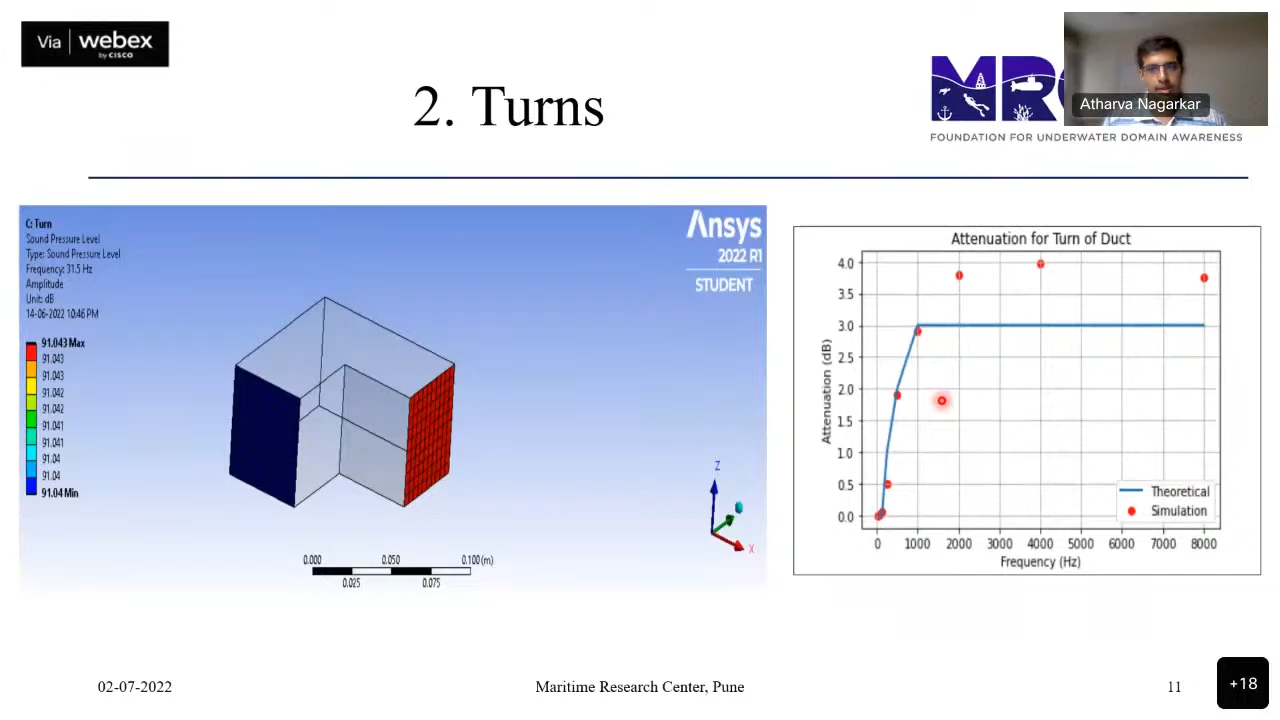 Via webex
by CISCO
2. Turns
MRC
Atharva Nagarkar
FOUNDATION FOR UNDERWATER DOMAIN AWARENESS
C: Turn
Sound Pressure Level
Type: Sound Pressure Level
Frequency: 31.5 Hz
Amplitude
Unit: dB
14-06-2022 10:46 PM
91.043 Max
91.043
91.043
91.042
91.042
91.041
91.041
91.04
91.04
91.04 Min
Ansys
2022 R1
STUDENT
Z
X
0.000 0.050 0.100 (m)
0.025 0.075
Attenuation for Turn of Duct
Attenuation (dB)
4.0
3.5
3.0
2.5
2.0
1.5
1.0
0.5
0.0
Theoretical
Simulation
0 1000 2000 3000 4000 5000 6000 7000 8000
Frequency (Hz)
02-07-2022
Maritime Research Center, Pune
11
+18